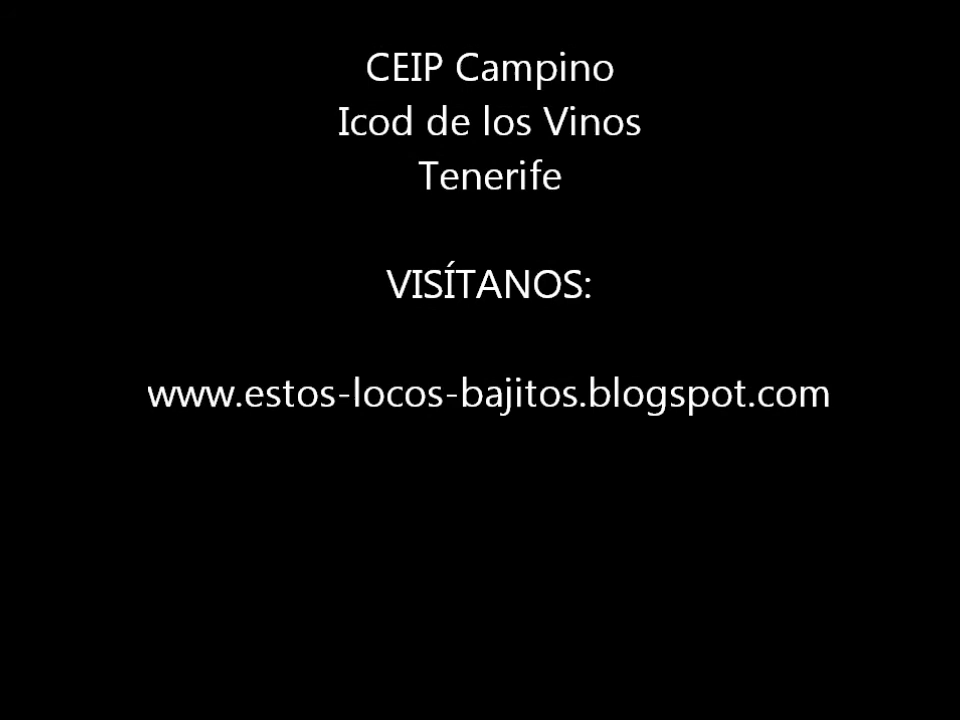 CEIP Campino
Icod de los Vinos
Tenerife
VISÍTANOS:
www.estos-locos-bajitos.blogspot.com